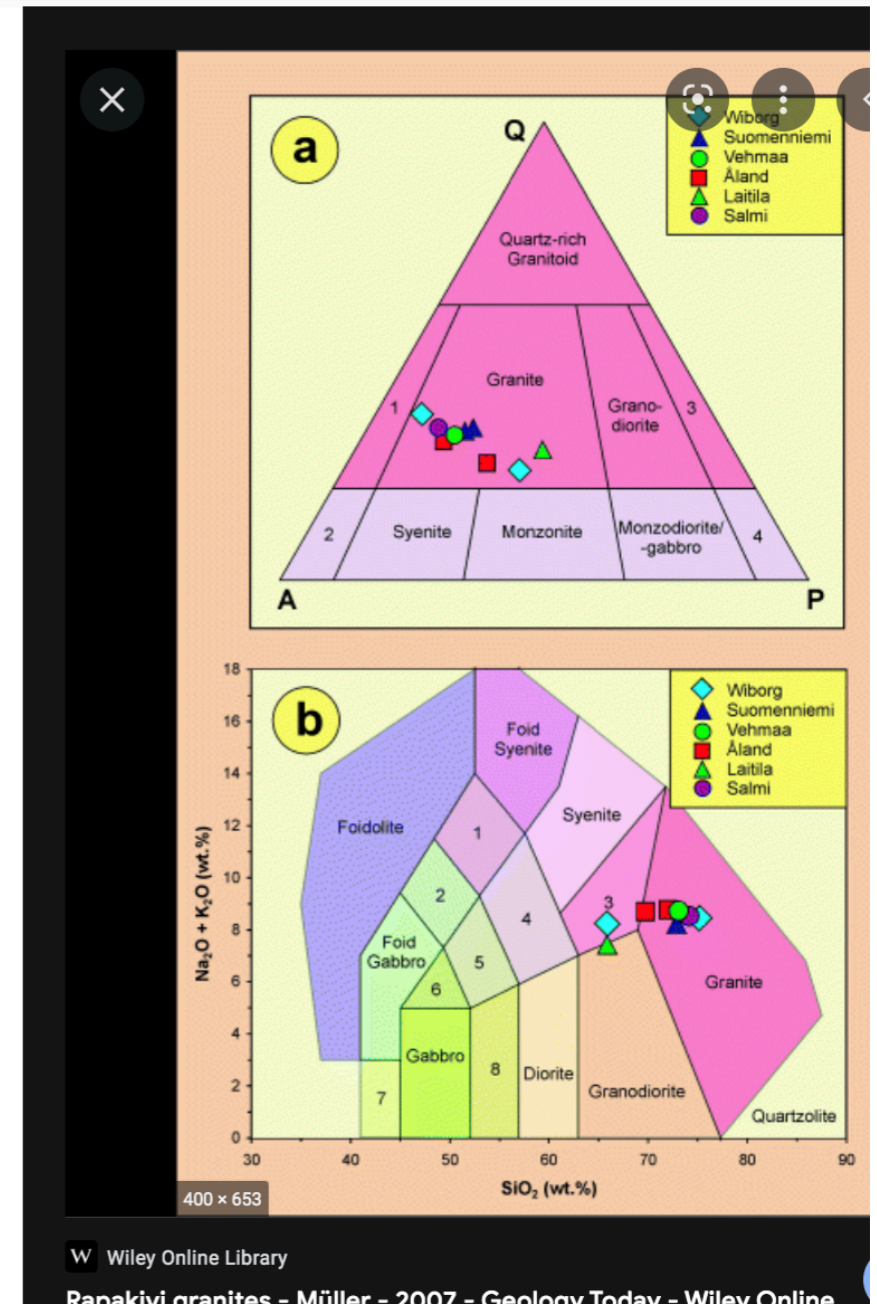 a
Q
Wiborg
Suomenniemi
Vehmaa
Åland
Laitila
Salmi
Quartz-rich
Granitoid
Granite
1
Grano-
diorite
3
2
Syenite
Monzonite
Monzodiorite/
-gabbro
4
A
P
b
Wiborg
Suomenniemi
Vehmaa
Åland
Laitila
Salmi
18
16
14
12
10
8
6
4
2
0
Na₂O + K₂O (wt.%)
Foid
Syenite
Syenite
Foidolite
1
2
3
4
Foid
Gabbro
5
6
Granite
Gabbro
8
Diorite
7
Granodiorite
Quartzolite
30
40
50
60
70
80
90
SiO₂ (wt.%)
400 × 653
W Wiley Online Library
Rapakivi granites - Müller - 2007 - Geology Today - Wiley Online